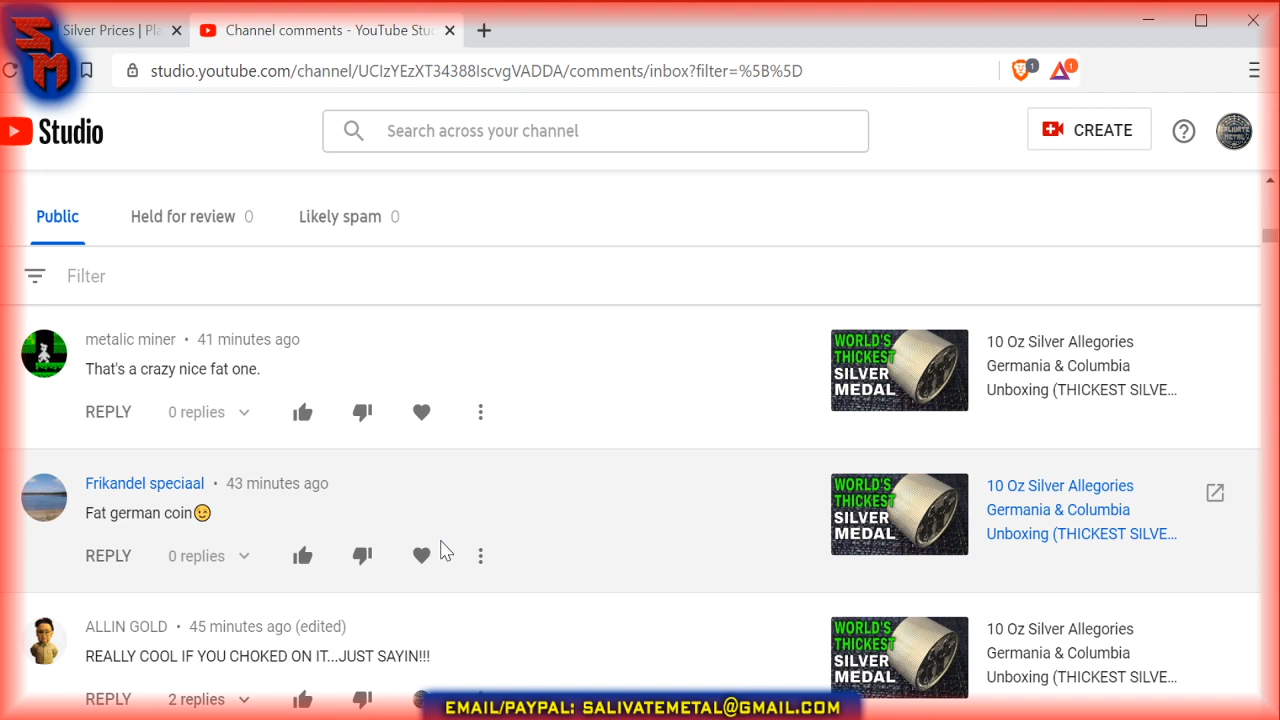 SM
Silver Prices | Pla
Channel comments - YouTube Stu
studio.youtube.com/channel/UCIzYEzXT34388IscvgVADDA/comments/inbox?filter=%5B%5D
1
1
Studio
Search across your channel
CREATE
Public
Held for review 0
Likely spam 0
Filter
metalic miner • 41 minutes ago
That's a crazy nice fat one.
REPLY
0 replies
WORLD'S
THICKEST
SILVER
MEDAL
10 Oz Silver Allegories
Germania & Columbia
Unboxing (THICKEST SILVE...
Frikandel speciaal • 43 minutes ago
Fat german coin😉
REPLY
0 replies
WORLD'S
THICKEST
SILVER
MEDAL
10 Oz Silver Allegories
Germania & Columbia
Unboxing (THICKEST SILVE...
ALLIN GOLD • 45 minutes ago (edited)
REALLY COOL IF YOU CHOKED ON IT...JUST SAYIN!!!
REPLY
2 replies
WORLD'S
THICKEST
SILVER
MEDAL
10 Oz Silver Allegories
Germania & Columbia
Unboxing (THICKEST SILVE...
EMAIL/PAYPAL: SALIVATEMETAL@GMAIL.COM